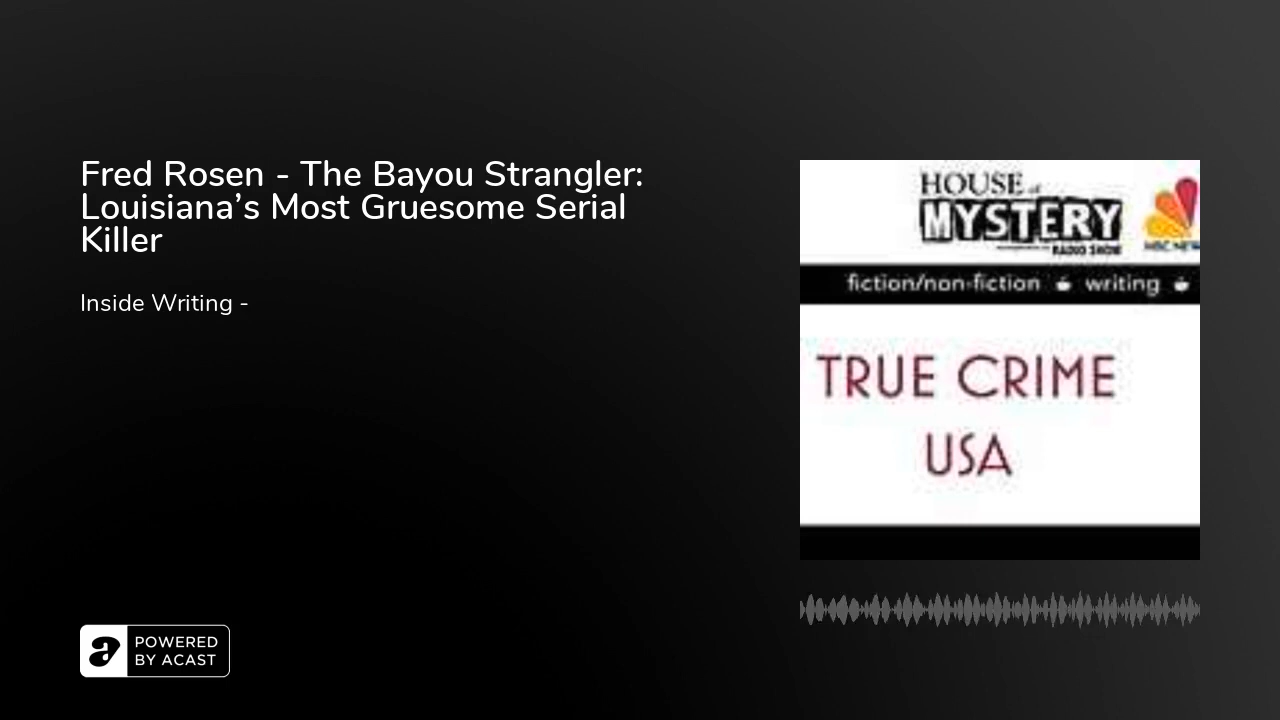 Fred Rosen - The Bayou Strangler:
Louisiana’s Most Gruesome Serial
Killer
Inside Writing -
HOUSE of
MYSTERY
RADIO SHOW
fiction/non-fiction writing
TRUE CRIME
USA
a POWERED
BY ACAST